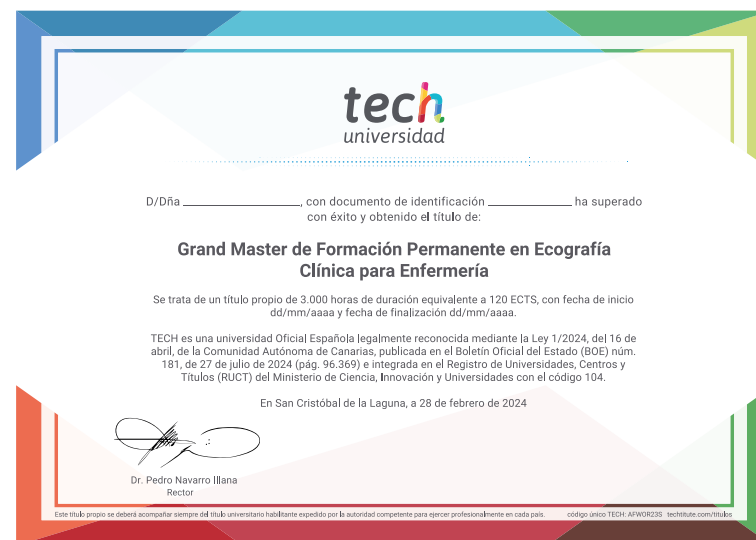 tech
universidad
D/Dña ____________________, con documento de identificación ______________ ha superado
con éxito y obtenido el título de:
Grand Master de Formación Permanente en Ecografía
Clínica para Enfermería
Se trata de un título propio de 3.000 horas de duración equivalente a 120 ECTS, con fecha de inicio
dd/mm/aaaa y fecha de finalización dd/mm/aaaa.
TECH es una universidad Oficial Española legalmente reconocida mediante la Ley 1/2024, del 16 de
abril, de la Comunidad Autónoma de Canarias, publicada en el Boletín Oficial del Estado (BOE) núm.
181, de 27 de julio de 2024 (pág. 96.369) e integrada en el Registro de Universidades, Centros y
Títulos (RUCT) del Ministerio de Ciencia, Innovación y Universidades con el código 104.
En San Cristóbal de la Laguna, a 28 de febrero de 2024
Dr. Pedro Navarro Illana
Rector
Este título propio se deberá acompañar siempre del título universitario habilitante expedido por la autoridad competente para ejercer profesionalmente en cada país. código único TECH: AFWOR23S techtitute.com/titulos